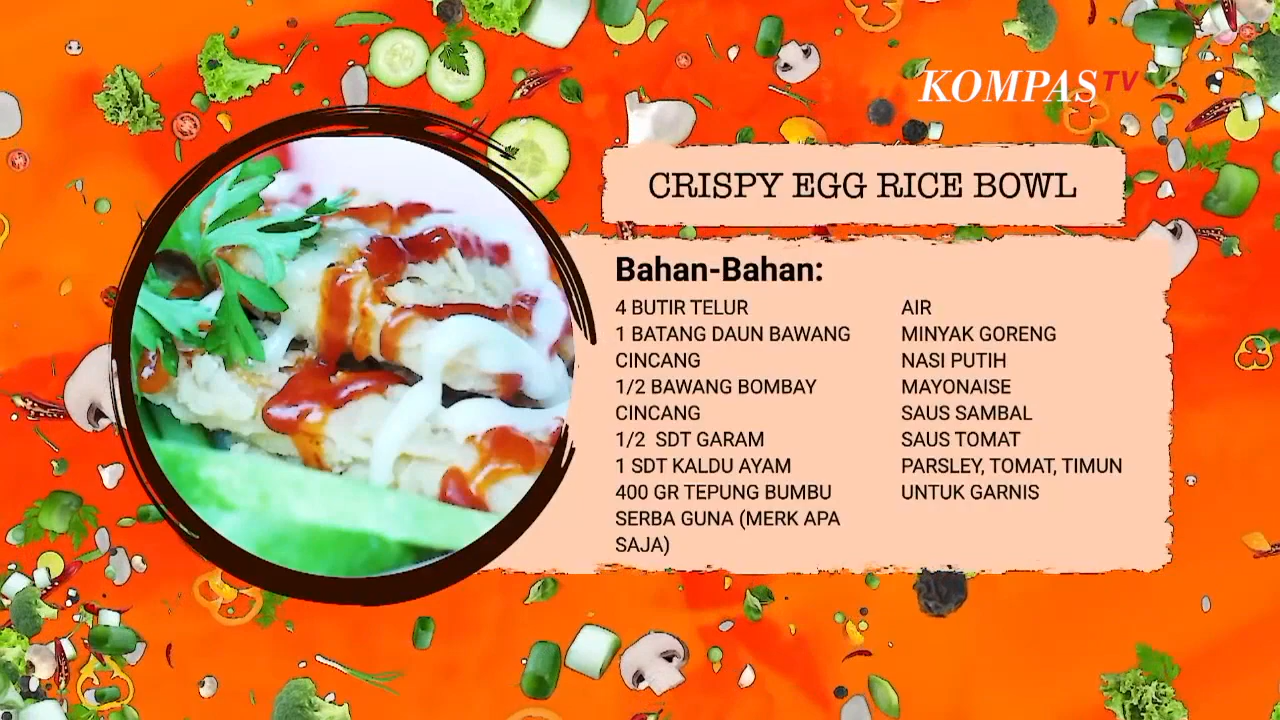 KOMPASTV
CRISPY EGG RICE BOWL
Bahan-Bahan:
4 BUTIR TELUR
1 BATANG DAUN BAWANG
CINCANG
1/2 BAWANG BOMBAY
CINCANG
1/2 SDT GARAM
1 SDT KALDU AYAM
400 GR TEPUNG BUMBU
SERBA GUNA (MERK APA
SAJA)
AIR
MINYAK GORENG
NASI PUTIH
MAYONAISE
SAUS SAMBAL
SAUS TOMAT
PARSLEY, TOMAT, TIMUN
UNTUK GARNIS